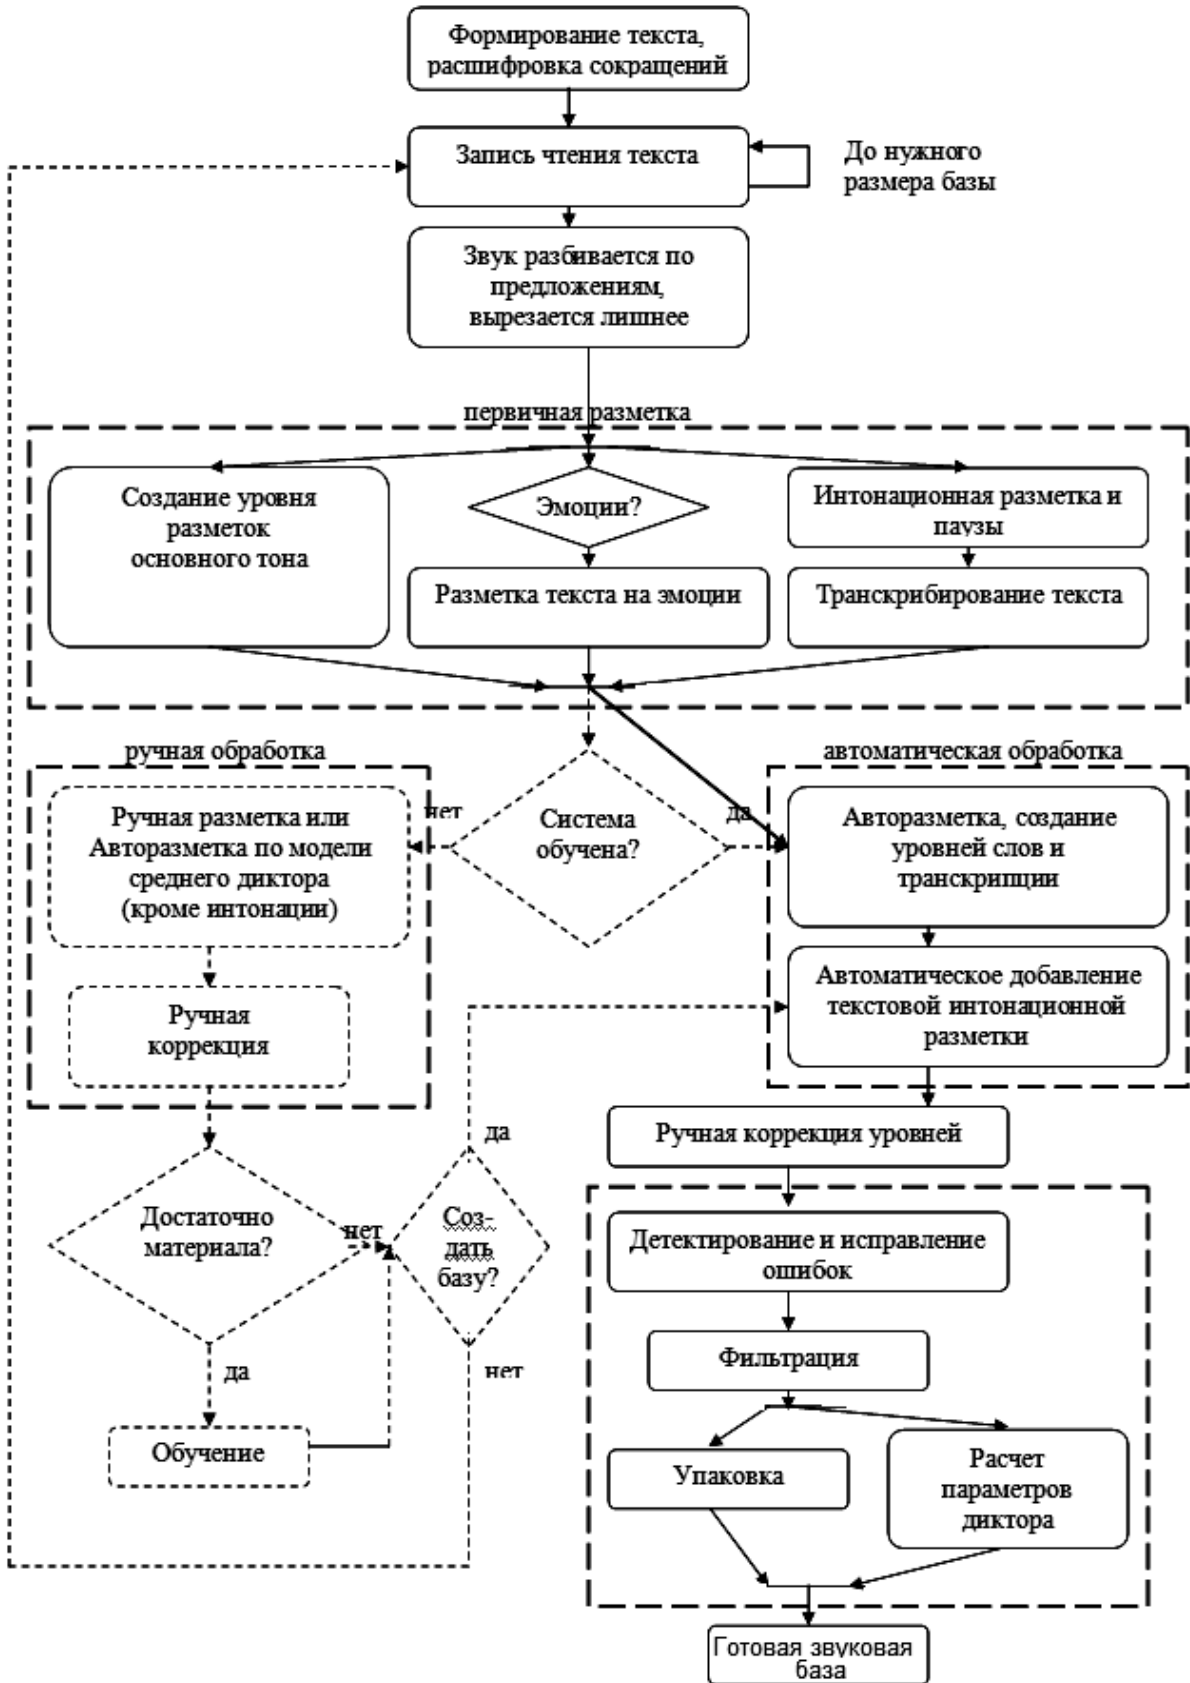 Формирование текста,
расшифровка сокращений
Запись чтения текста
До нужного
размера базы
Звук разбивается по
предложениям,
вырезается лишнее
первичная разметка
Создание уровня
разметок
основного тона
Эмоции?
Разметка текста на эмоции
Интонационная разметка и
паузы
Транскрибирование текста
ручная обработка
автоматическая обработка
Ручная разметка или
Авторазметка по модели
среднего диктора
(кроме интонации)
нет
Система
обучена?
да
Авторазметка, создание
уровней слов и
транскрипции
Ручная
коррекция
Автоматическое добавление
текстовой интонационной
разметки
да
Ручная коррекция уровней
Достаточно
материала?
нет
Соз-
дать
базу?
Детектирование и исправление
ошибок
да
нет
Фильтрация
Обучение
Упаковка
Расчет
параметров
диктора
Готовая звуковая
база